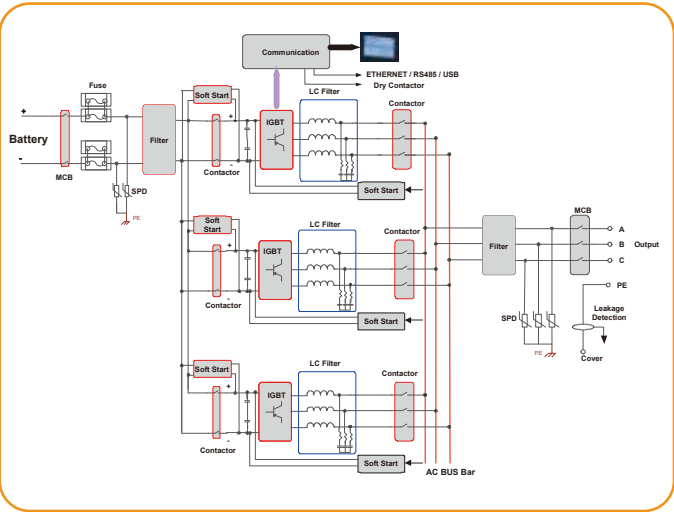 Communication
ETHERNET / RS485 / USB
Dry Contactor
Fuse
Soft Start
LC Filter
Contactor
+
Battery
-
MCB
Filter
+
IGBT
-
Contactor
SPD
PE
Soft Start
Soft
Start
LC Filter
Contactor
+
IGBT
-
Contactor
Soft Start
Filter
MCB
A
B
Output
C
PE
Leakage
Detection
SPD
PE
Cover
LC Filter
Soft Start
Contactor
+
IGBT
-
Contactor
Soft Start
AC BUS Bar